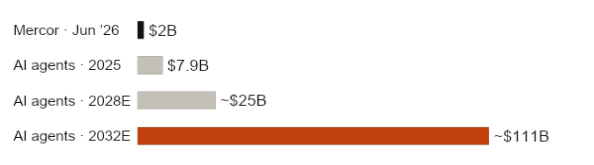 Mercor · Jun ’26 $2B
AI agents · 2025 $7.9B
AI agents · 2028E ~$25B
AI agents · 2032E ~$111B